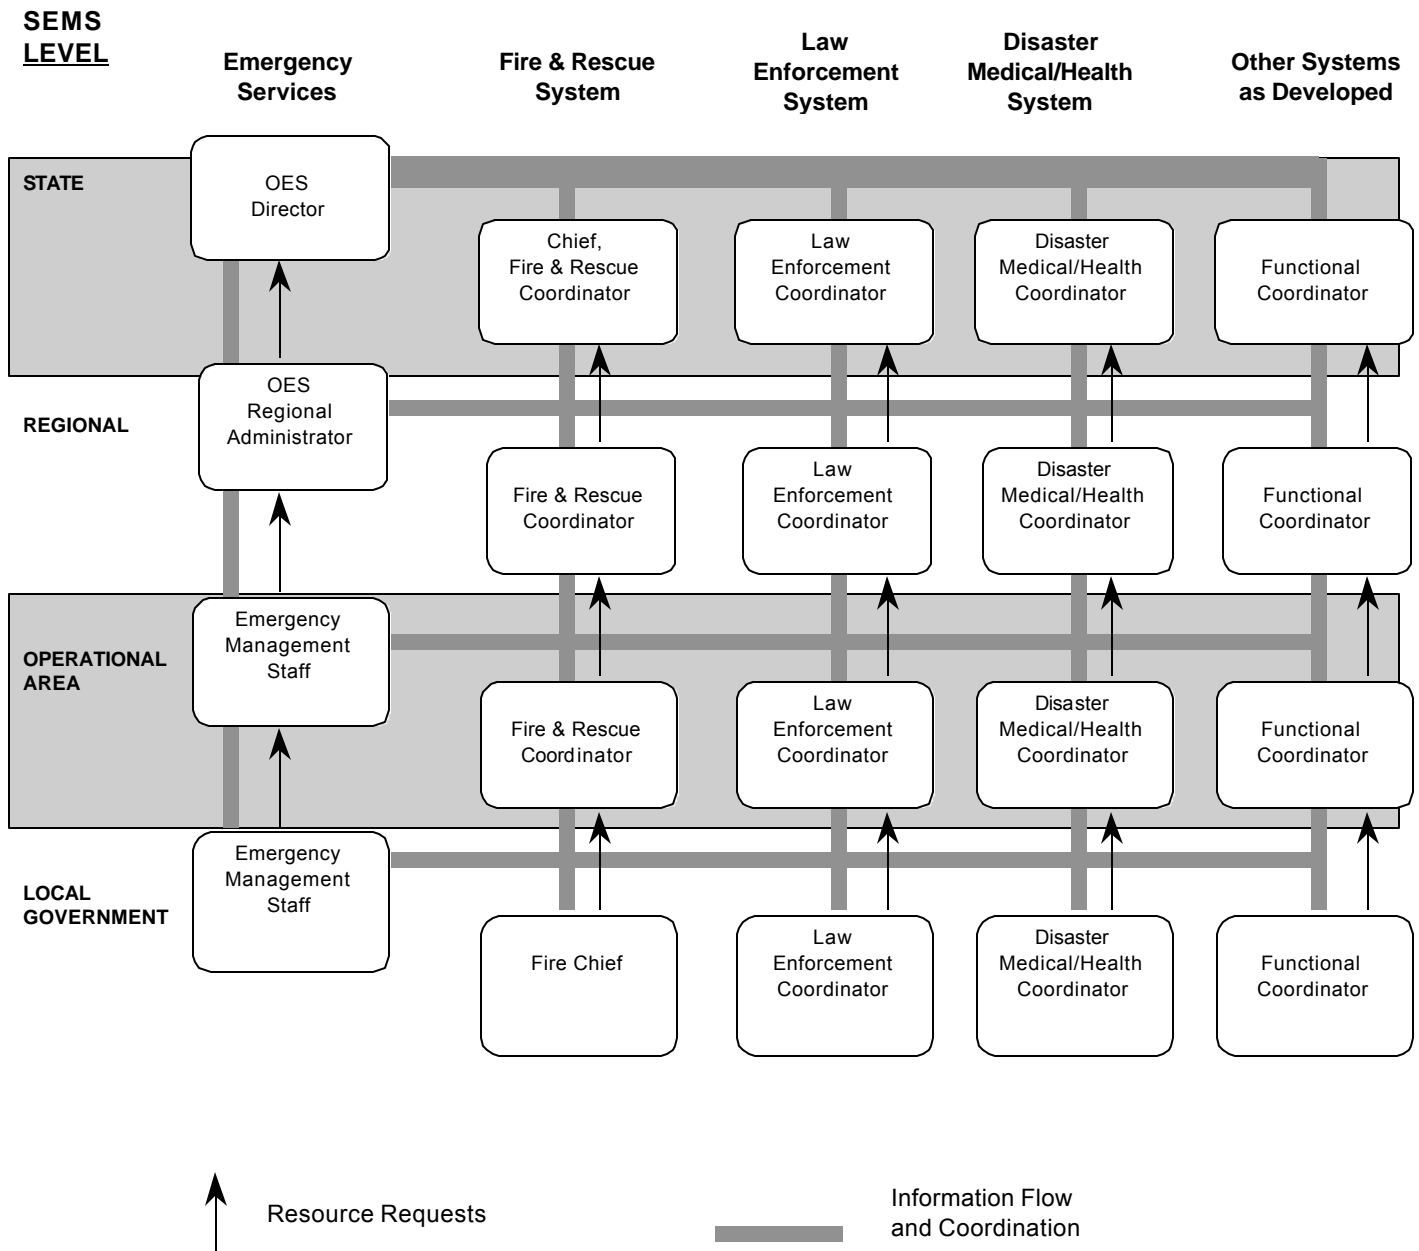 SEMS
LEVEL
Emergency
Services
Fire & Rescue
System
Law
Enforcement
System
Disaster
Medical/Health
System
Other Systems
as Developed
STATE
OES
Director
Chief,
Fire & Rescue
Coordinator
Law
Enforcement
Coordinator
Disaster
Medical/Health
Coordinator
Functional
Coordinator
REGIONAL
OES
Regional
Administrator
Fire & Rescue
Coordinator
Law
Enforcement
Coordinator
Disaster
Medical/Health
Coordinator
Functional
Coordinator
OPERATIONAL
AREA
Emergency
Management
Staff
Fire & Rescue
Coordinator
Law
Enforcement
Coordinator
Disaster
Medical/Health
Coordinator
Functional
Coordinator
LOCAL
GOVERNMENT
Emergency
Management
Staff
Fire Chief
Law
Enforcement
Coordinator
Disaster
Medical/Health
Coordinator
Functional
Coordinator
Resource Requests
Information Flow
and Coordination